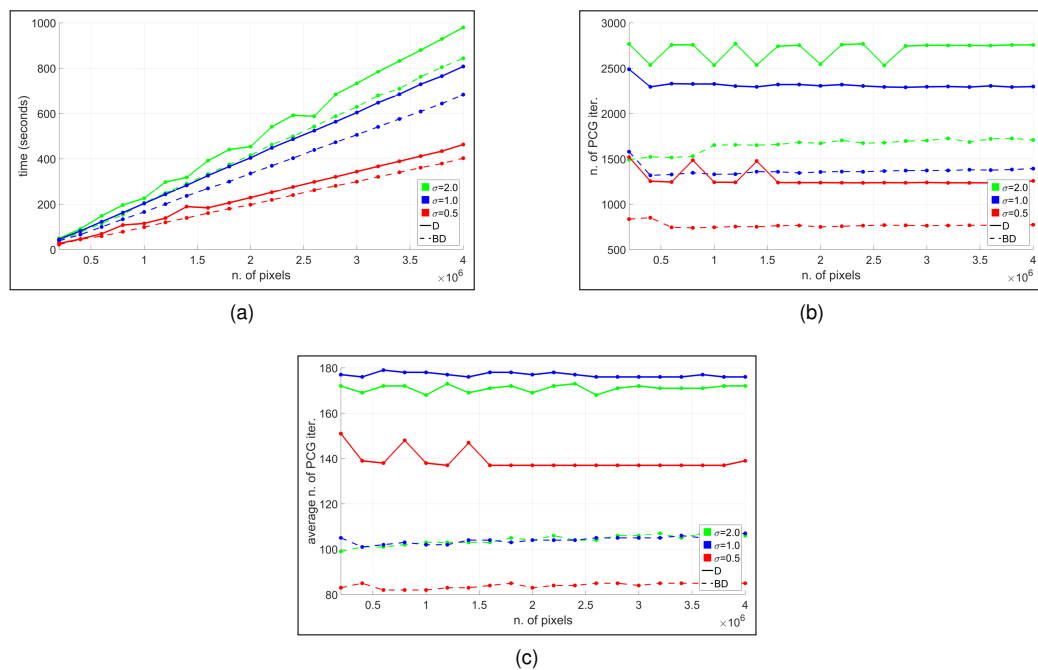 1000
800
600
400
200
0
time (seconds)
0.5 1 1.5 2 2.5 3 3.5 4
n. of pixels
×10⁶
σ=2.0
σ=1.0
σ=0.5
D
BD
(a)
3000
2500
2000
1500
1000
500
n. of PCG iter.
0.5 1 1.5 2 2.5 3 3.5 4
n. of pixels
×10⁶
σ=2.0
σ=1.0
σ=0.5
D
BD
(b)
180
160
140
120
100
80
average n. of PCG iter.
0.5 1 1.5 2 2.5 3 3.5 4
n. of pixels
×10⁶
σ=2.0
σ=1.0
σ=0.5
D
BD
(c)